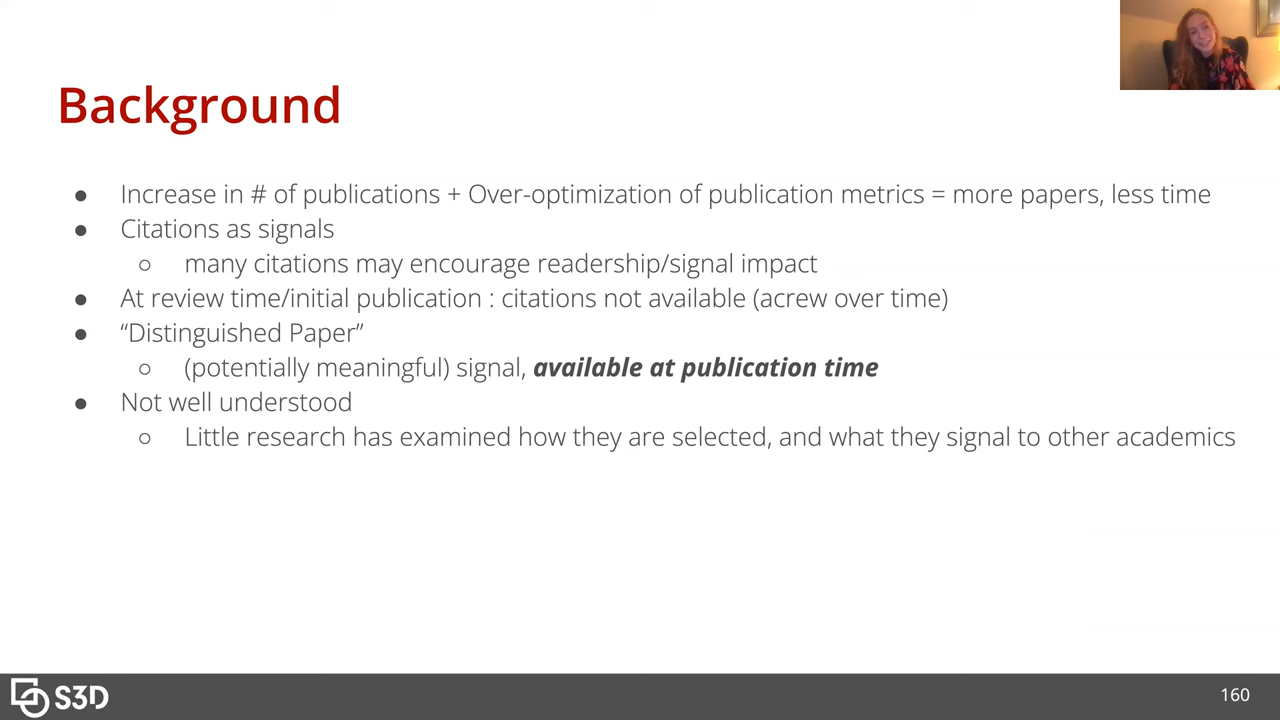 Background
● Increase in # of publications + Over-optimization of publication metrics = more papers, less time
● Citations as signals
○ many citations may encourage readership/signal impact
● At review time/initial publication : citations not available (acrew over time)
● “Distinguished Paper”
○ (potentially meaningful) signal, available at publication time
● Not well understood
○ Little research has examined how they are selected, and what they signal to other academics
S3D
160